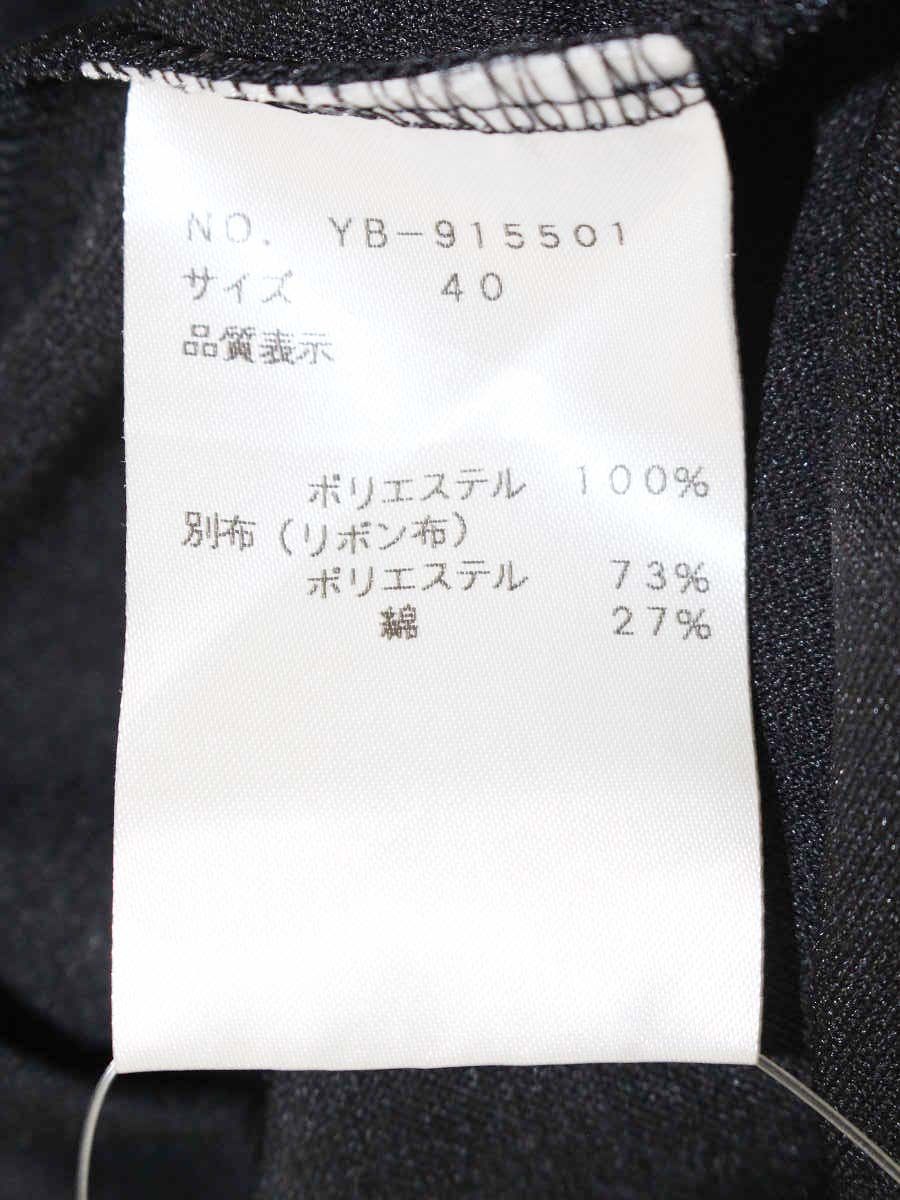 NO. YB-915501
サイズ 40
品質表示
ポリエステル 100%
別布(リボン布)
ポリエステル 73%
綿 27%